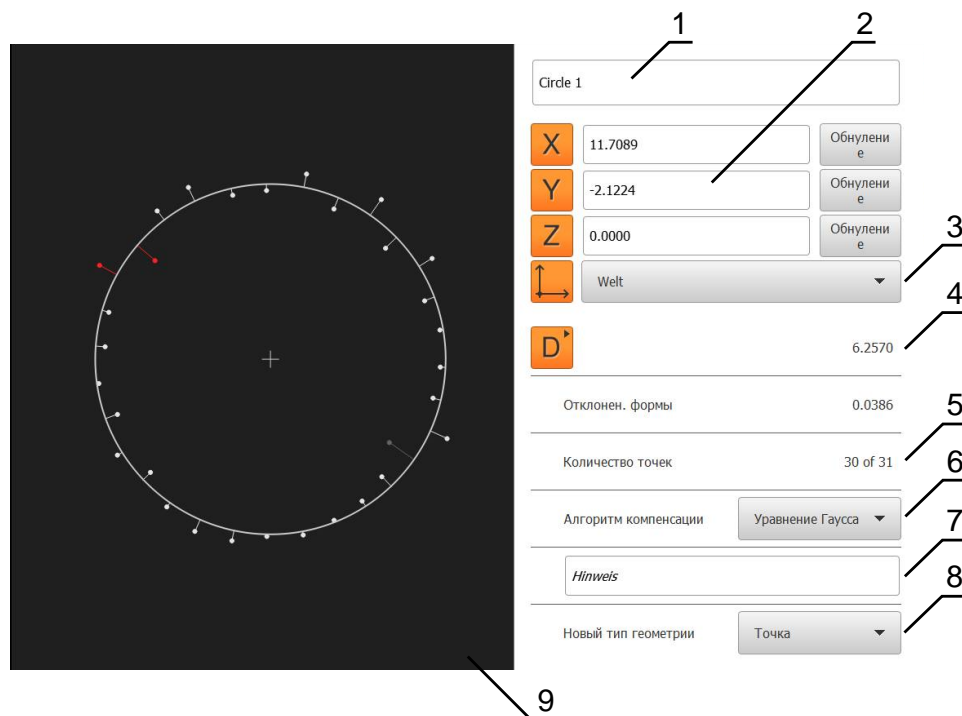 1
2
Circle 1
X 11.7089 Обнулени
е
Y -2.1224 Обнулени
е
Z 0.0000 Обнулени
е
3
Welt
4
D 6.2570
Отклонен. формы 0.0386
5
Количество точек 30 of 31
6
Алгоритм компенсации Уравнение Гаусса
7
Hinweis
8
Новый тип геометрии Точка
9